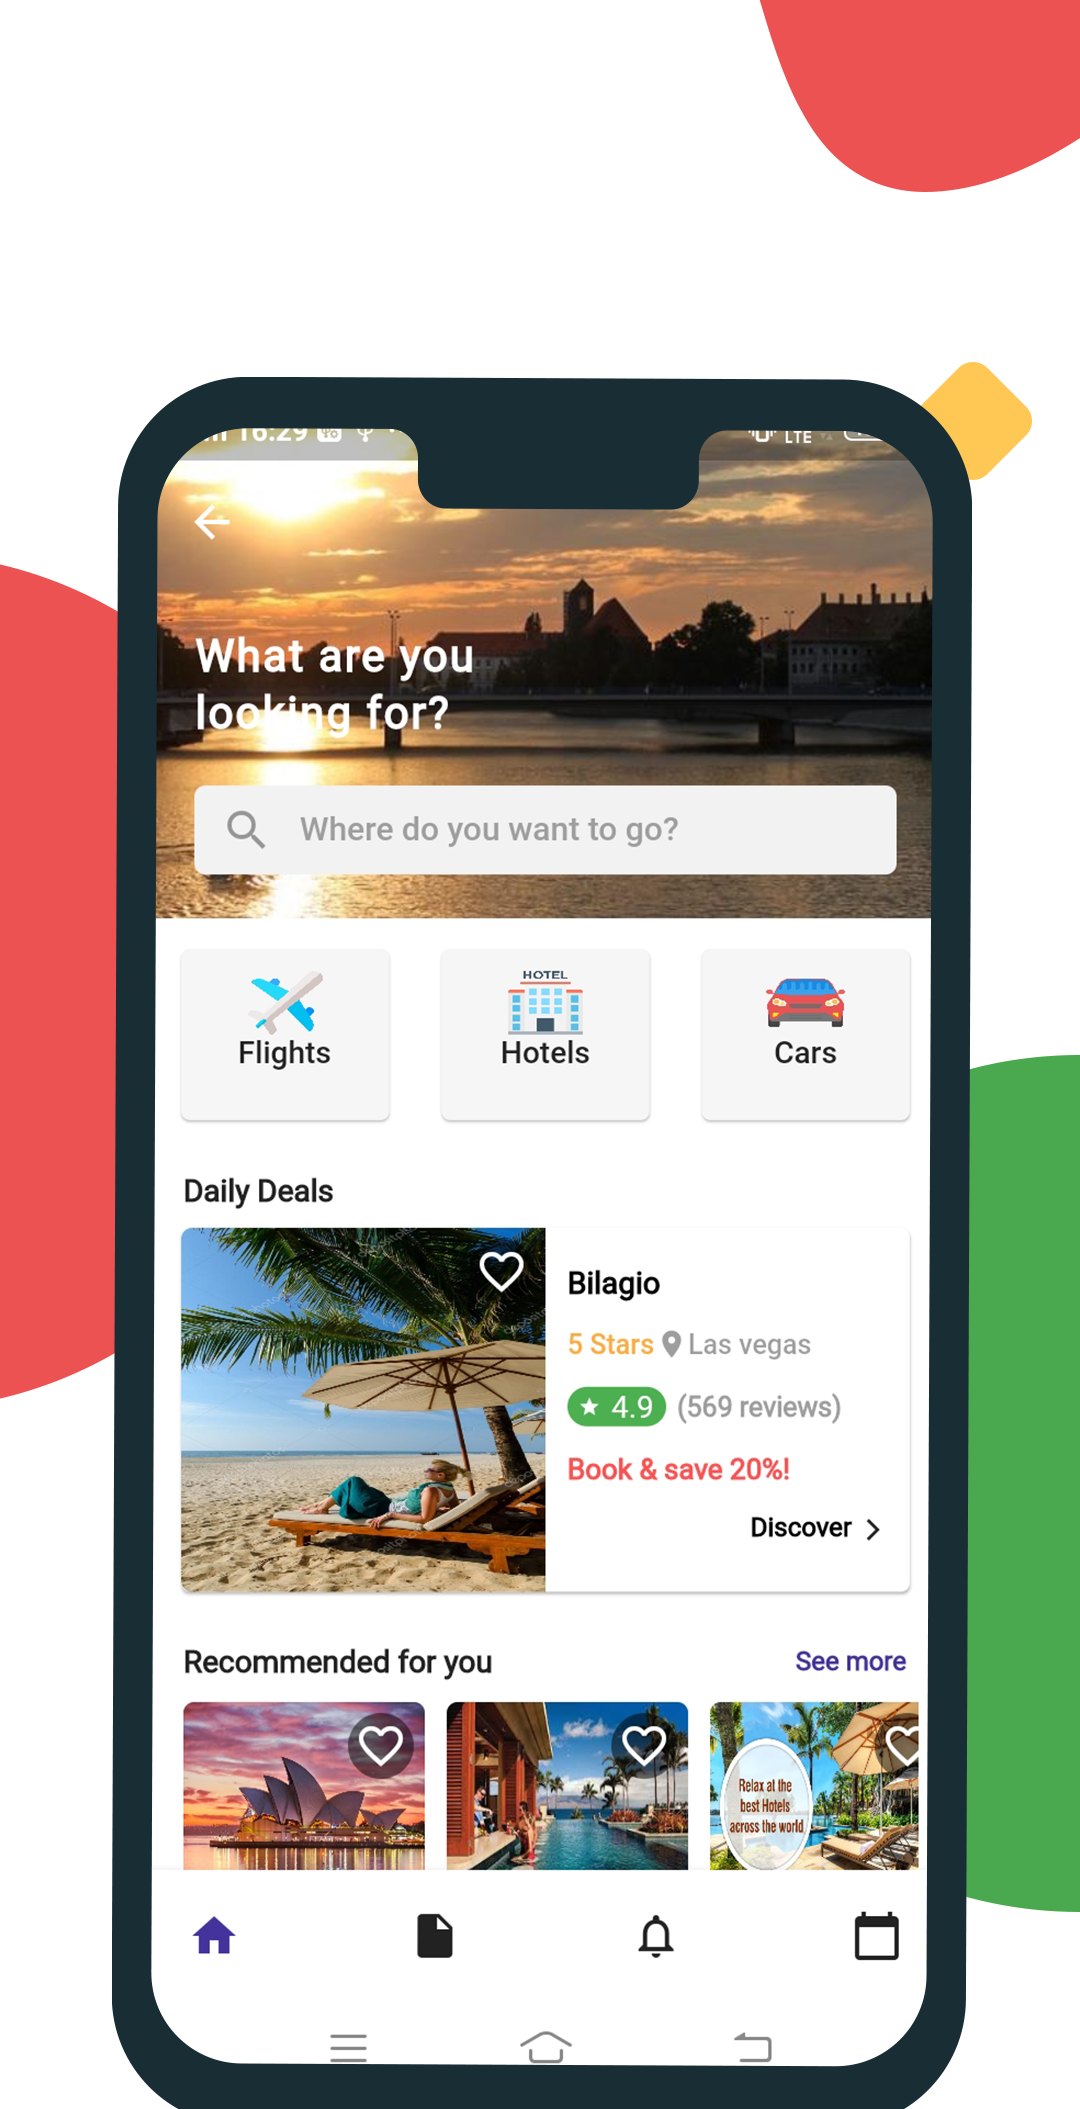 16:29
LTE
What are you
looking for?
Where do you want to go?
HOTEL
Flights
Hotels
Cars
Daily Deals
Bilagio
5 Stars Las vegas
4.9 (569 reviews)
Book & save 20%!
Discover
Recommended for you
See more
Relax at the
best Hotels
across the world